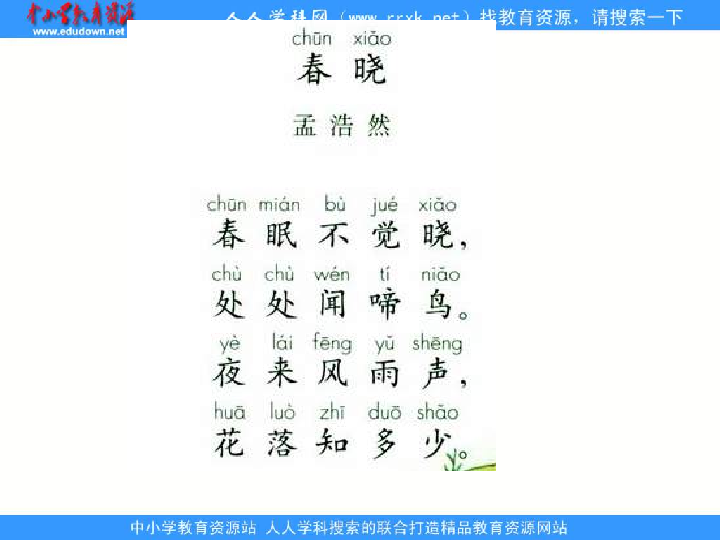 中小学教育资源站
www.edudown.net
人人学科网（www.rrxk.net）找教育资源，请搜索一下
chūn xiǎo
春 晓
孟 浩 然
chūn mián bù jué xiǎo
春 眠 不 觉 晓，
chù chù wén tí niǎo
处 处 闻 啼 鸟。
yè lái fēng yǔ shēng
夜 来 风 雨 声，
huā luò zhī duō shǎo
花 落 知 多 少。
中小学教育资源站 人人学科搜索的联合打造精品教育资源网站